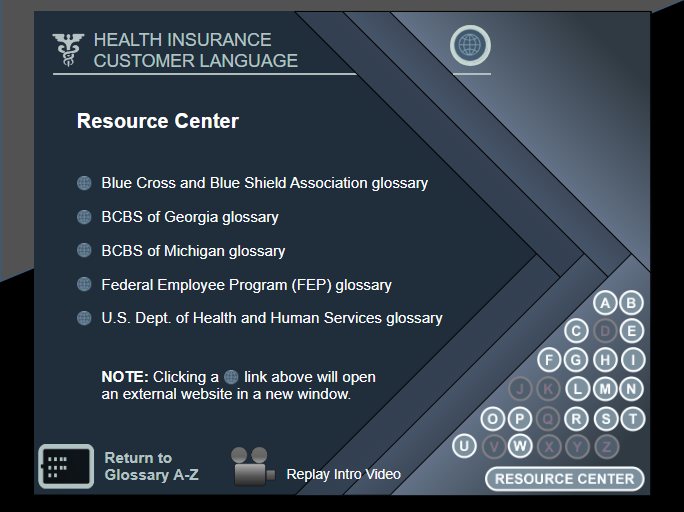 HEALTH INSURANCE
CUSTOMER LANGUAGE
Resource Center
Blue Cross and Blue Shield Association glossary
BCBS of Georgia glossary
BCBS of Michigan glossary
Federal Employee Program (FEP) glossary
U.S. Dept. of Health and Human Services glossary
NOTE: Clicking a link above will open
an external website in a new window.
A B
C D E
F G H I
J K L M N
O P Q R S T
U V W X Y Z
Return to
Glossary A-Z
Replay Intro Video
RESOURCE CENTER